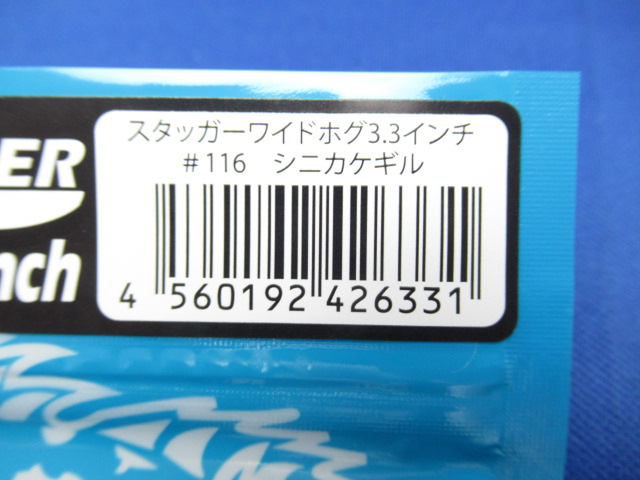 スタッガーワイドホグ3.3インチ
#116 シニカケギル
ER
nch
4 560192 426331